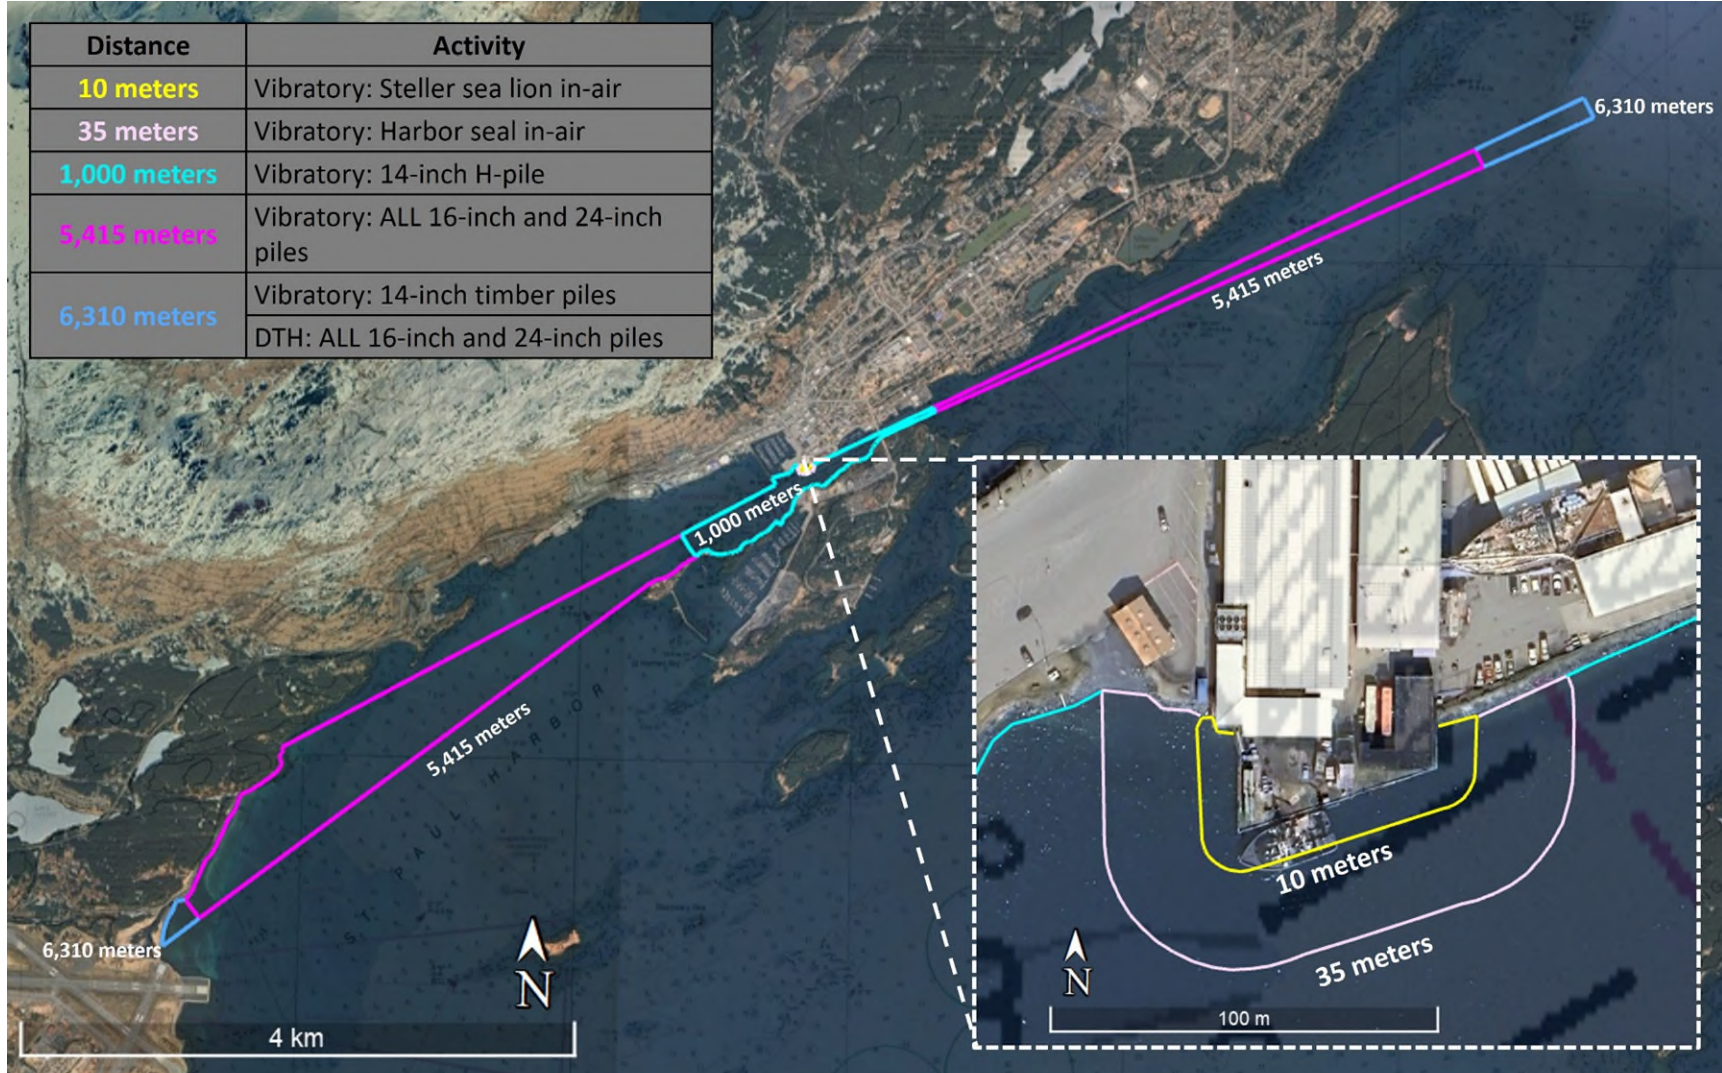 Distance Activity
10 meters Vibratory: Steller sea lion in-air
35 meters Vibratory: Harbor seal in-air
1,000 meters Vibratory: 14-inch H-pile
5,415 meters Vibratory: ALL 16-inch and 24-inch
piles
6,310 meters Vibratory: 14-inch timber piles
DTH: ALL 16-inch and 24-inch piles
6,310 meters
5,415 meters
1,000 meters
5,415 meters
ST PAUL HARBOR
6,310 meters
N
4 km
10 meters
35 meters
N
100 m